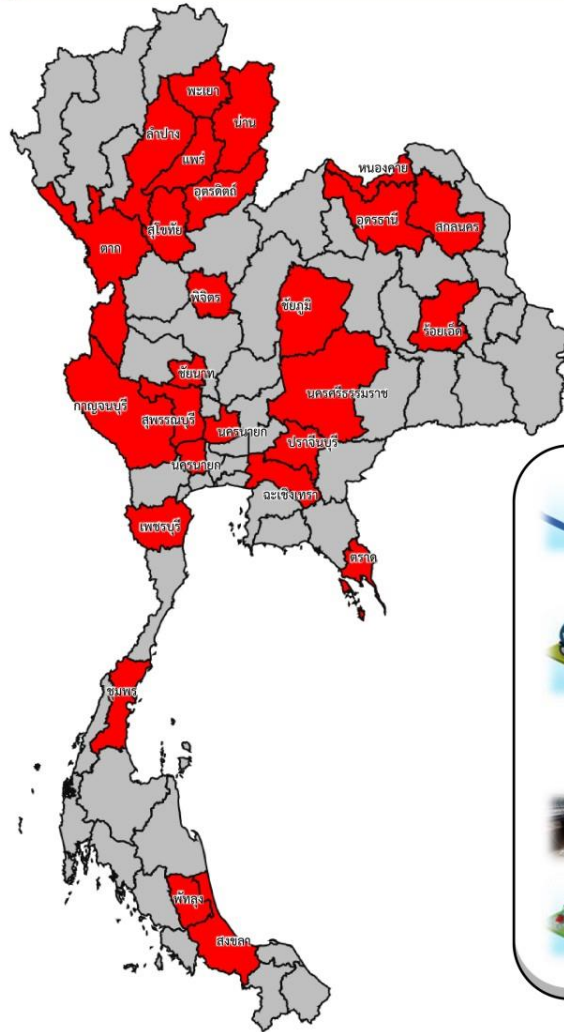 พะเยา
น่าน
ลำปาง
แพร่
อุตรดิตถ์
สุโขทัย
ตาก
หนองคาย
อุดรธานี
สกลนคร
พิจิตร
ชัยภูมิ
ร้อยเอ็ด
ชัยนาท
กาญจนบุรี
สุพรรณบุรี
นครศรีธรรมราช
นครนายก
ปราจีนบุรี
นครนายก
ฉะเชิงเทรา
เพชรบุรี
ตราด
ชุมพร
พัทลุง
สงขลา